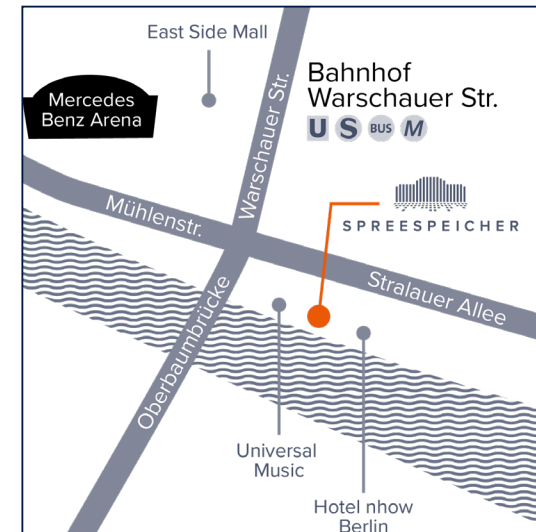 East Side Mall
Mercedes
Benz Arena
Bahnhof
Warschauer Str.
U S BUS M
Warschauer Str.
SPREESPEICHER
Mühlenstr.
Stralauer Allee
Oberbaumbrücke
Universal
Music
Hotel nhow
Berlin